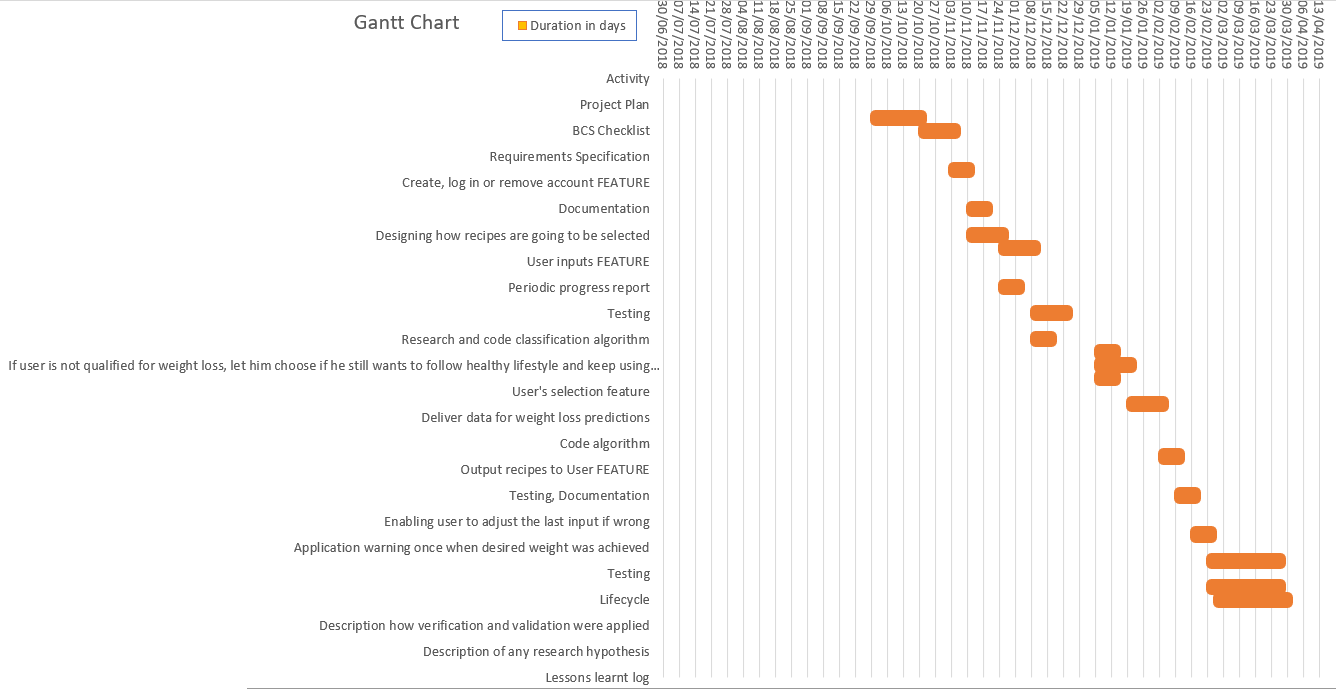 Gantt Chart
Duration in days
30/06/2018
07/07/2018
14/07/2018
21/07/2018
28/07/2018
04/08/2018
11/08/2018
18/08/2018
25/08/2018
01/09/2018
08/09/2018
15/09/2018
22/09/2018
29/09/2018
06/10/2018
13/10/2018
20/10/2018
27/10/2018
03/11/2018
10/11/2018
17/11/2018
24/11/2018
01/12/2018
08/12/2018
15/12/2018
22/12/2018
29/12/2018
05/01/2019
12/01/2019
19/01/2019
26/01/2019
02/02/2019
09/02/2019
16/02/2019
23/02/2019
02/03/2019
09/03/2019
16/03/2019
23/03/2019
30/03/2019
06/04/2019
13/04/2019
Activity
Project Plan
BCS Checklist
Requirements Specification
Create, log in or remove account FEATURE
Documentation
Designing how recipes are going to be selected
User inputs FEATURE
Periodic progress report
Testing
Research and code classification algorithm
If user is not qualified for weight loss, let him choose if he still wants to follow healthy lifestyle and keep using…
User's selection feature
Deliver data for weight loss predictions
Code algorithm
Output recipes to User FEATURE
Testing, Documentation
Enabling user to adjust the last input if wrong
Application warning once when desired weight was achieved
Testing
Lifecycle
Description how verification and validation were applied
Description of any research hypothesis
Lessons learnt log